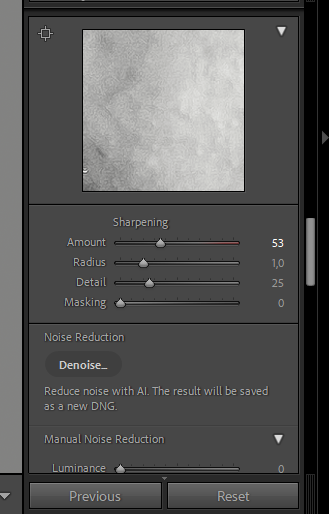 Sharpening
Amount 53
Radius 1,0
Detail 25
Masking 0
Noise Reduction
Denoise...
Reduce noise with AI. The result will be saved
as a new DNG.
Manual Noise Reduction
Luminance 0
Previous Reset